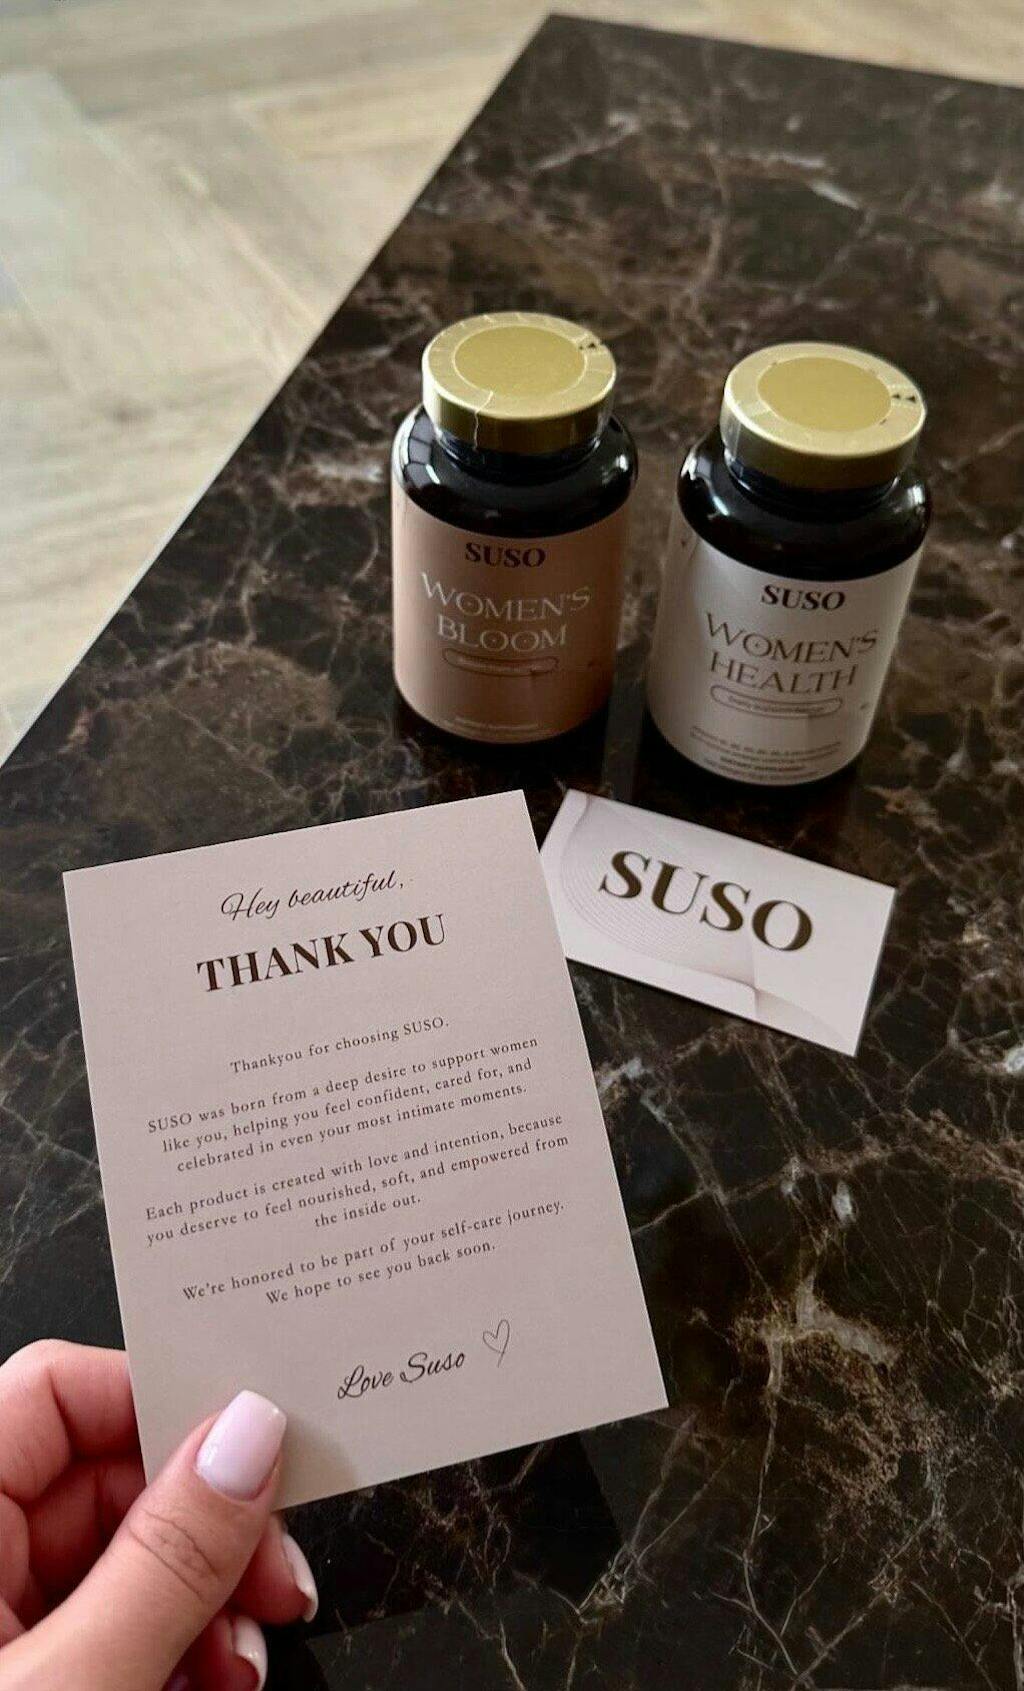 SUSO
WOMEN'S
BLOOM
SUSO
WOMEN'S
HEALTH
DIETARY SUPPLEMENT
SUSO
Hey beautiful,
THANK YOU
Thankyou for choosing SUSO.
SUSO was born from a deep desire to support women
like you, helping you feel confident, cared for, and
celebrated in even your most intimate moments.
Each product is created with love and intention, because
you deserve to feel nourished, soft, and empowered from
the inside out.
We're honored to be part of your self-care journey.
We hope to see you back soon.
Love Suso